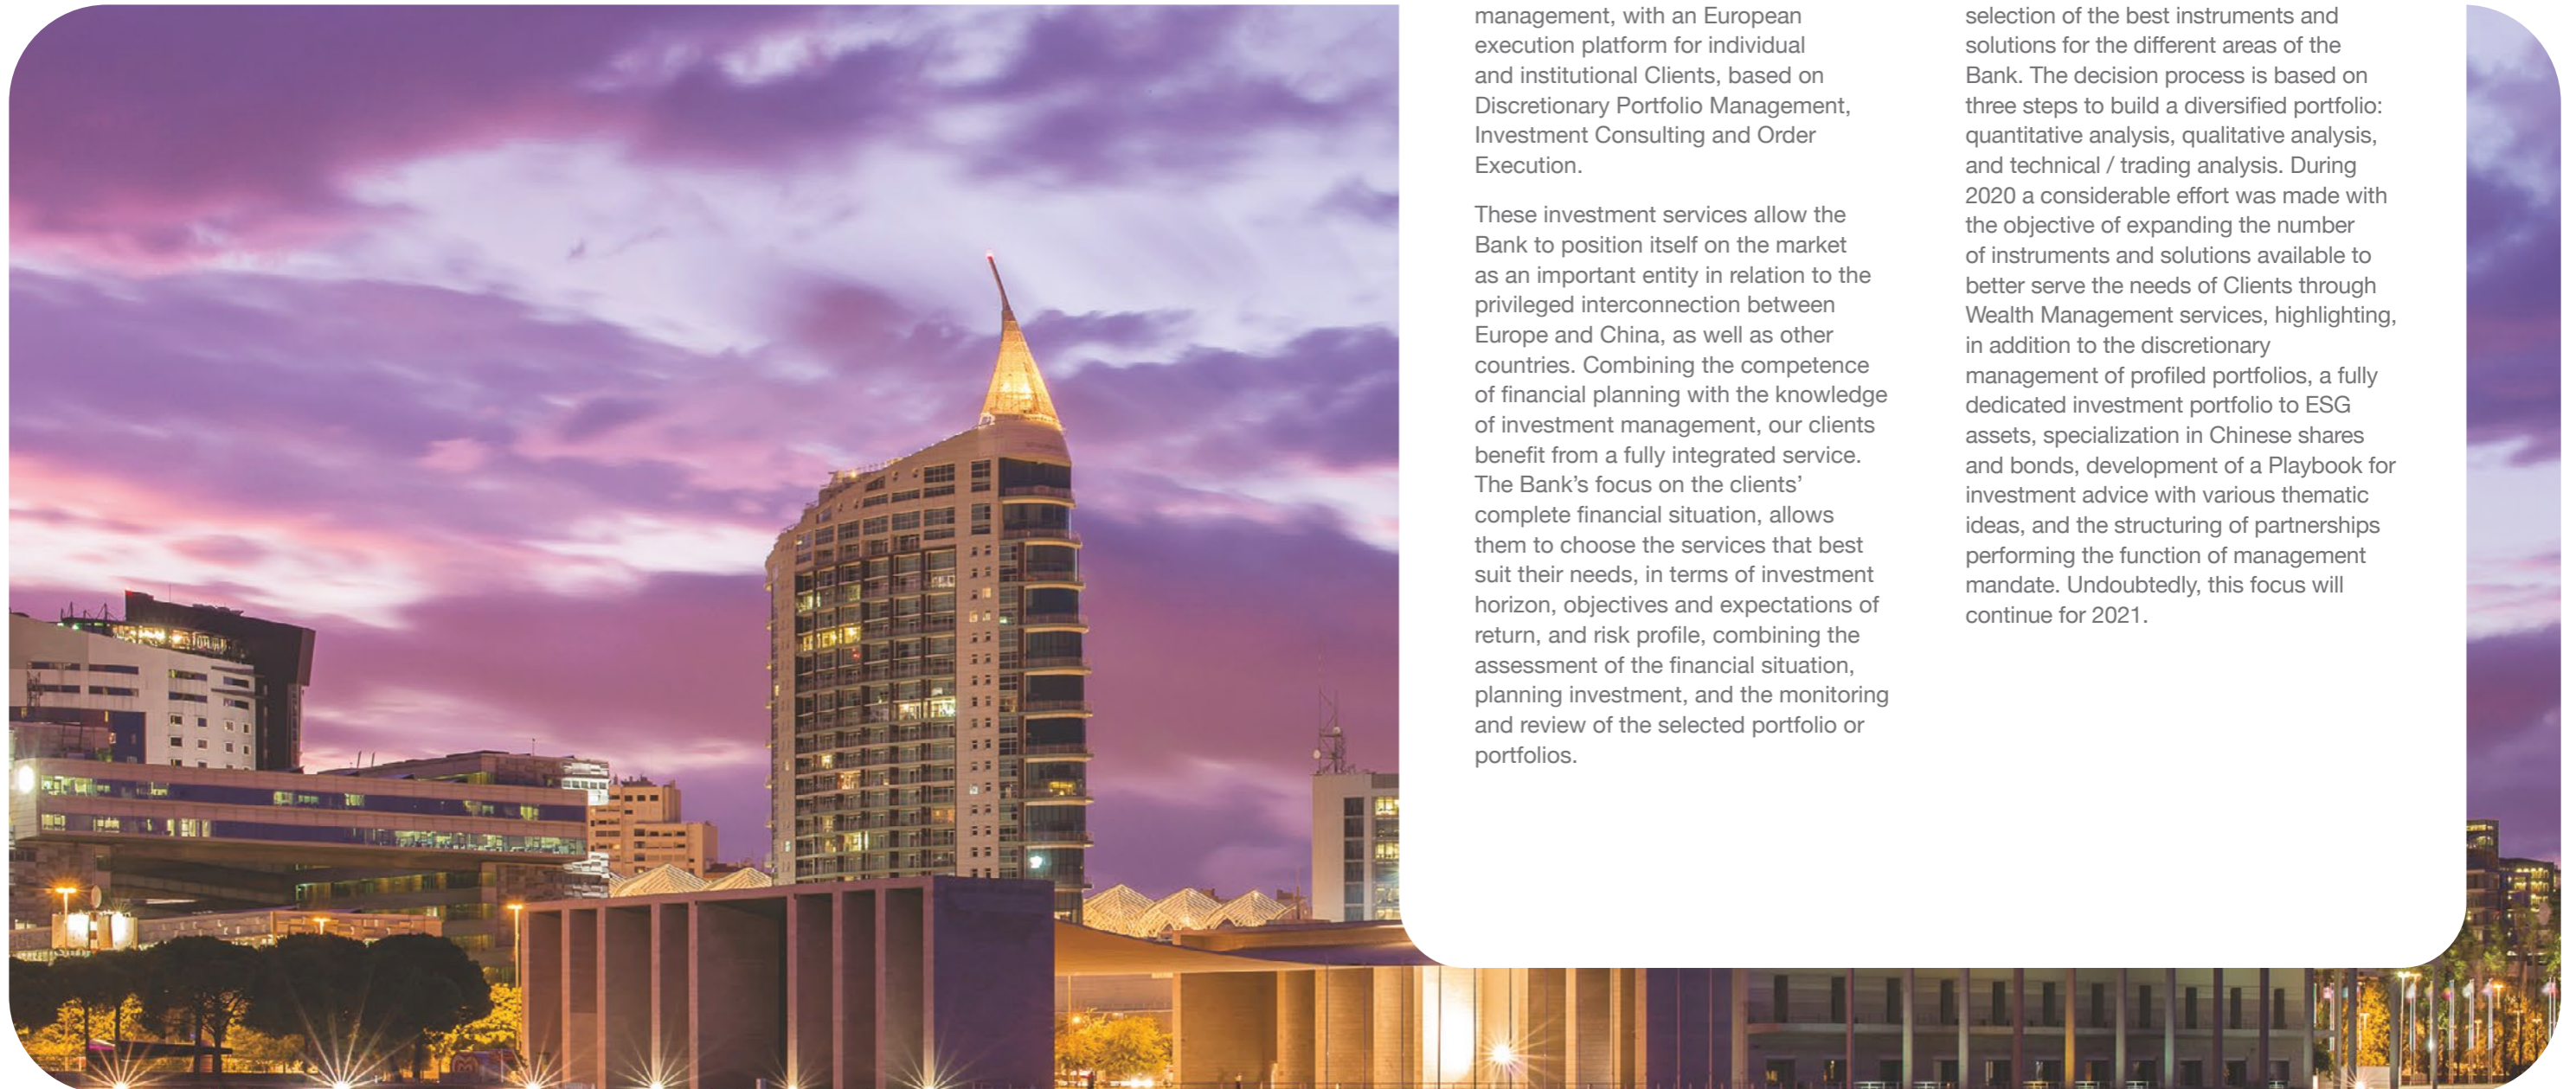 management, with an European
execution platform for individual
and institutional Clients, based on
Discretionary Portfolio Management,
Investment Consulting and Order
Execution.
These investment services allow the
Bank to position itself on the market
as an important entity in relation to the
privileged interconnection between
Europe and China, as well as other
countries. Combining the competence
of financial planning with the knowledge
of investment management, our clients
benefit from a fully integrated service.
The Bank’s focus on the clients’
complete financial situation, allows
them to choose the services that best
suit their needs, in terms of investment
horizon, objectives and expectations of
return, and risk profile, combining the
assessment of the financial situation,
planning investment, and the monitoring
and review of the selected portfolio or
portfolios.
selection of the best instruments and
solutions for the different areas of the
Bank. The decision process is based on
three steps to build a diversified portfolio:
quantitative analysis, qualitative analysis,
and technical / trading analysis. During
2020 a considerable effort was made with
the objective of expanding the number
of instruments and solutions available to
better serve the needs of Clients through
Wealth Management services, highlighting,
in addition to the discretionary
management of profiled portfolios, a fully
dedicated investment portfolio to ESG
assets, specialization in Chinese shares
and bonds, development of a Playbook for
investment advice with various thematic
ideas, and the structuring of partnerships
performing the function of management
mandate. Undoubtedly, this focus will
continue for 2021.